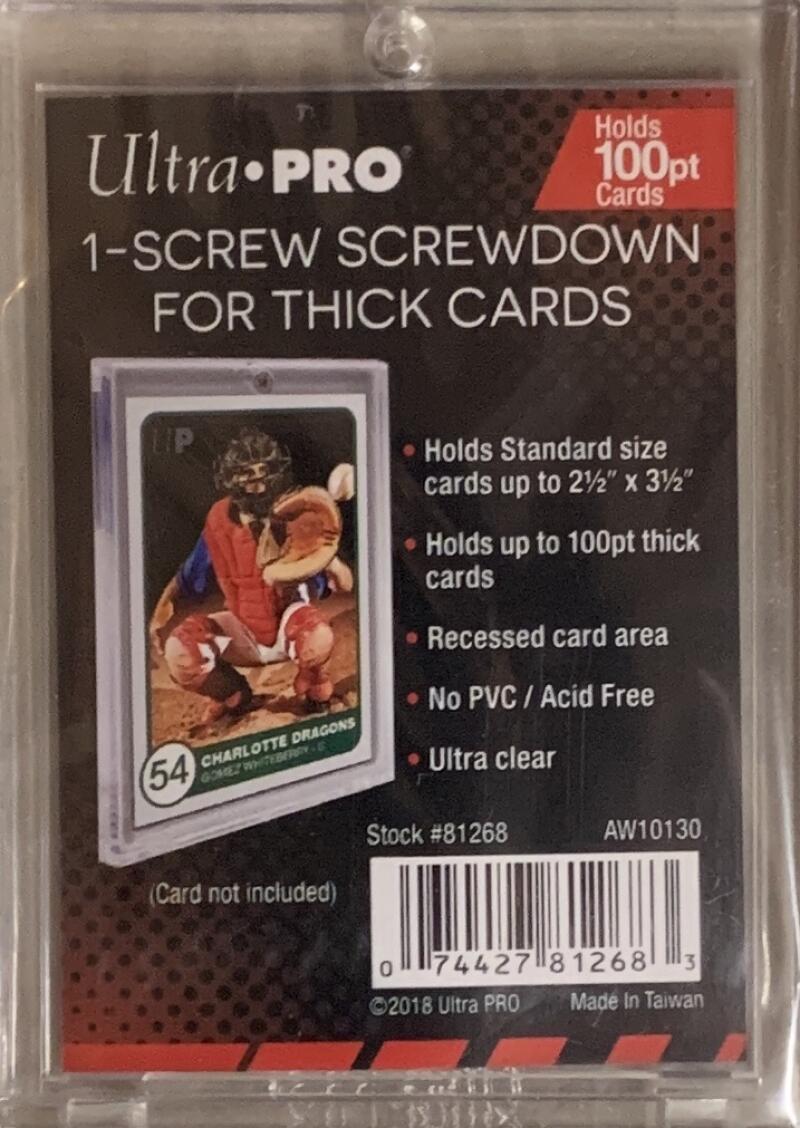 Ultra•PRO
Holds
100pt
Cards
1-SCREW SCREWDOWN
FOR THICK CARDS
UP
54
CHARLOTTE DRAGONS
GOMEZ WHITEBERRY - C
• Holds Standard size
cards up to 2½" x 3½"
• Holds up to 100pt thick
cards
• Recessed card area
• No PVC / Acid Free
• Ultra clear
(Card not included)
Stock #81268 AW10130
0 74427 81268 3
©2018 Ultra PRO Made In Taiwan